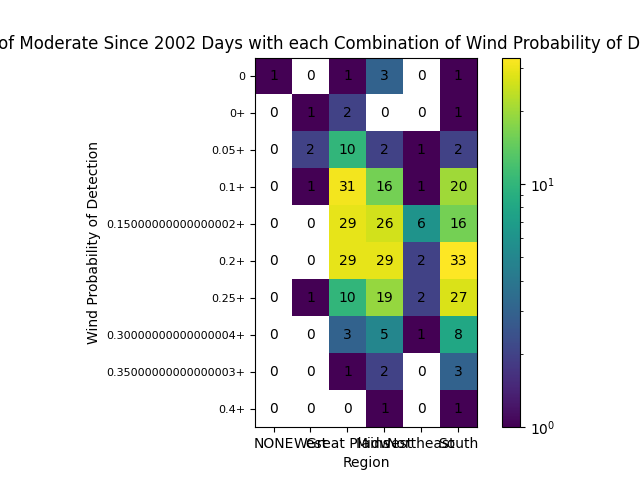 of Moderate Since 2002 Days with each Combination of Wind Probability of D
0 1 0 1 3 0 1
0+ 0 1 2 0 0 1
0.05+ 0 2 10 2 1 2
0.1+ 0 1 31 16 1 20
0.15000000000000002+ 0 0 29 26 6 16
0.2+ 0 0 29 29 2 33
0.25+ 0 1 10 19 2 27
0.30000000000000004+ 0 0 3 5 1 8
0.35000000000000003+ 0 0 1 2 0 3
0.4+ 0 0 0 1 0 1
NONE West Great Plains Midwest Northeast South
Region
Wind Probability of Detection
10¹
10⁰